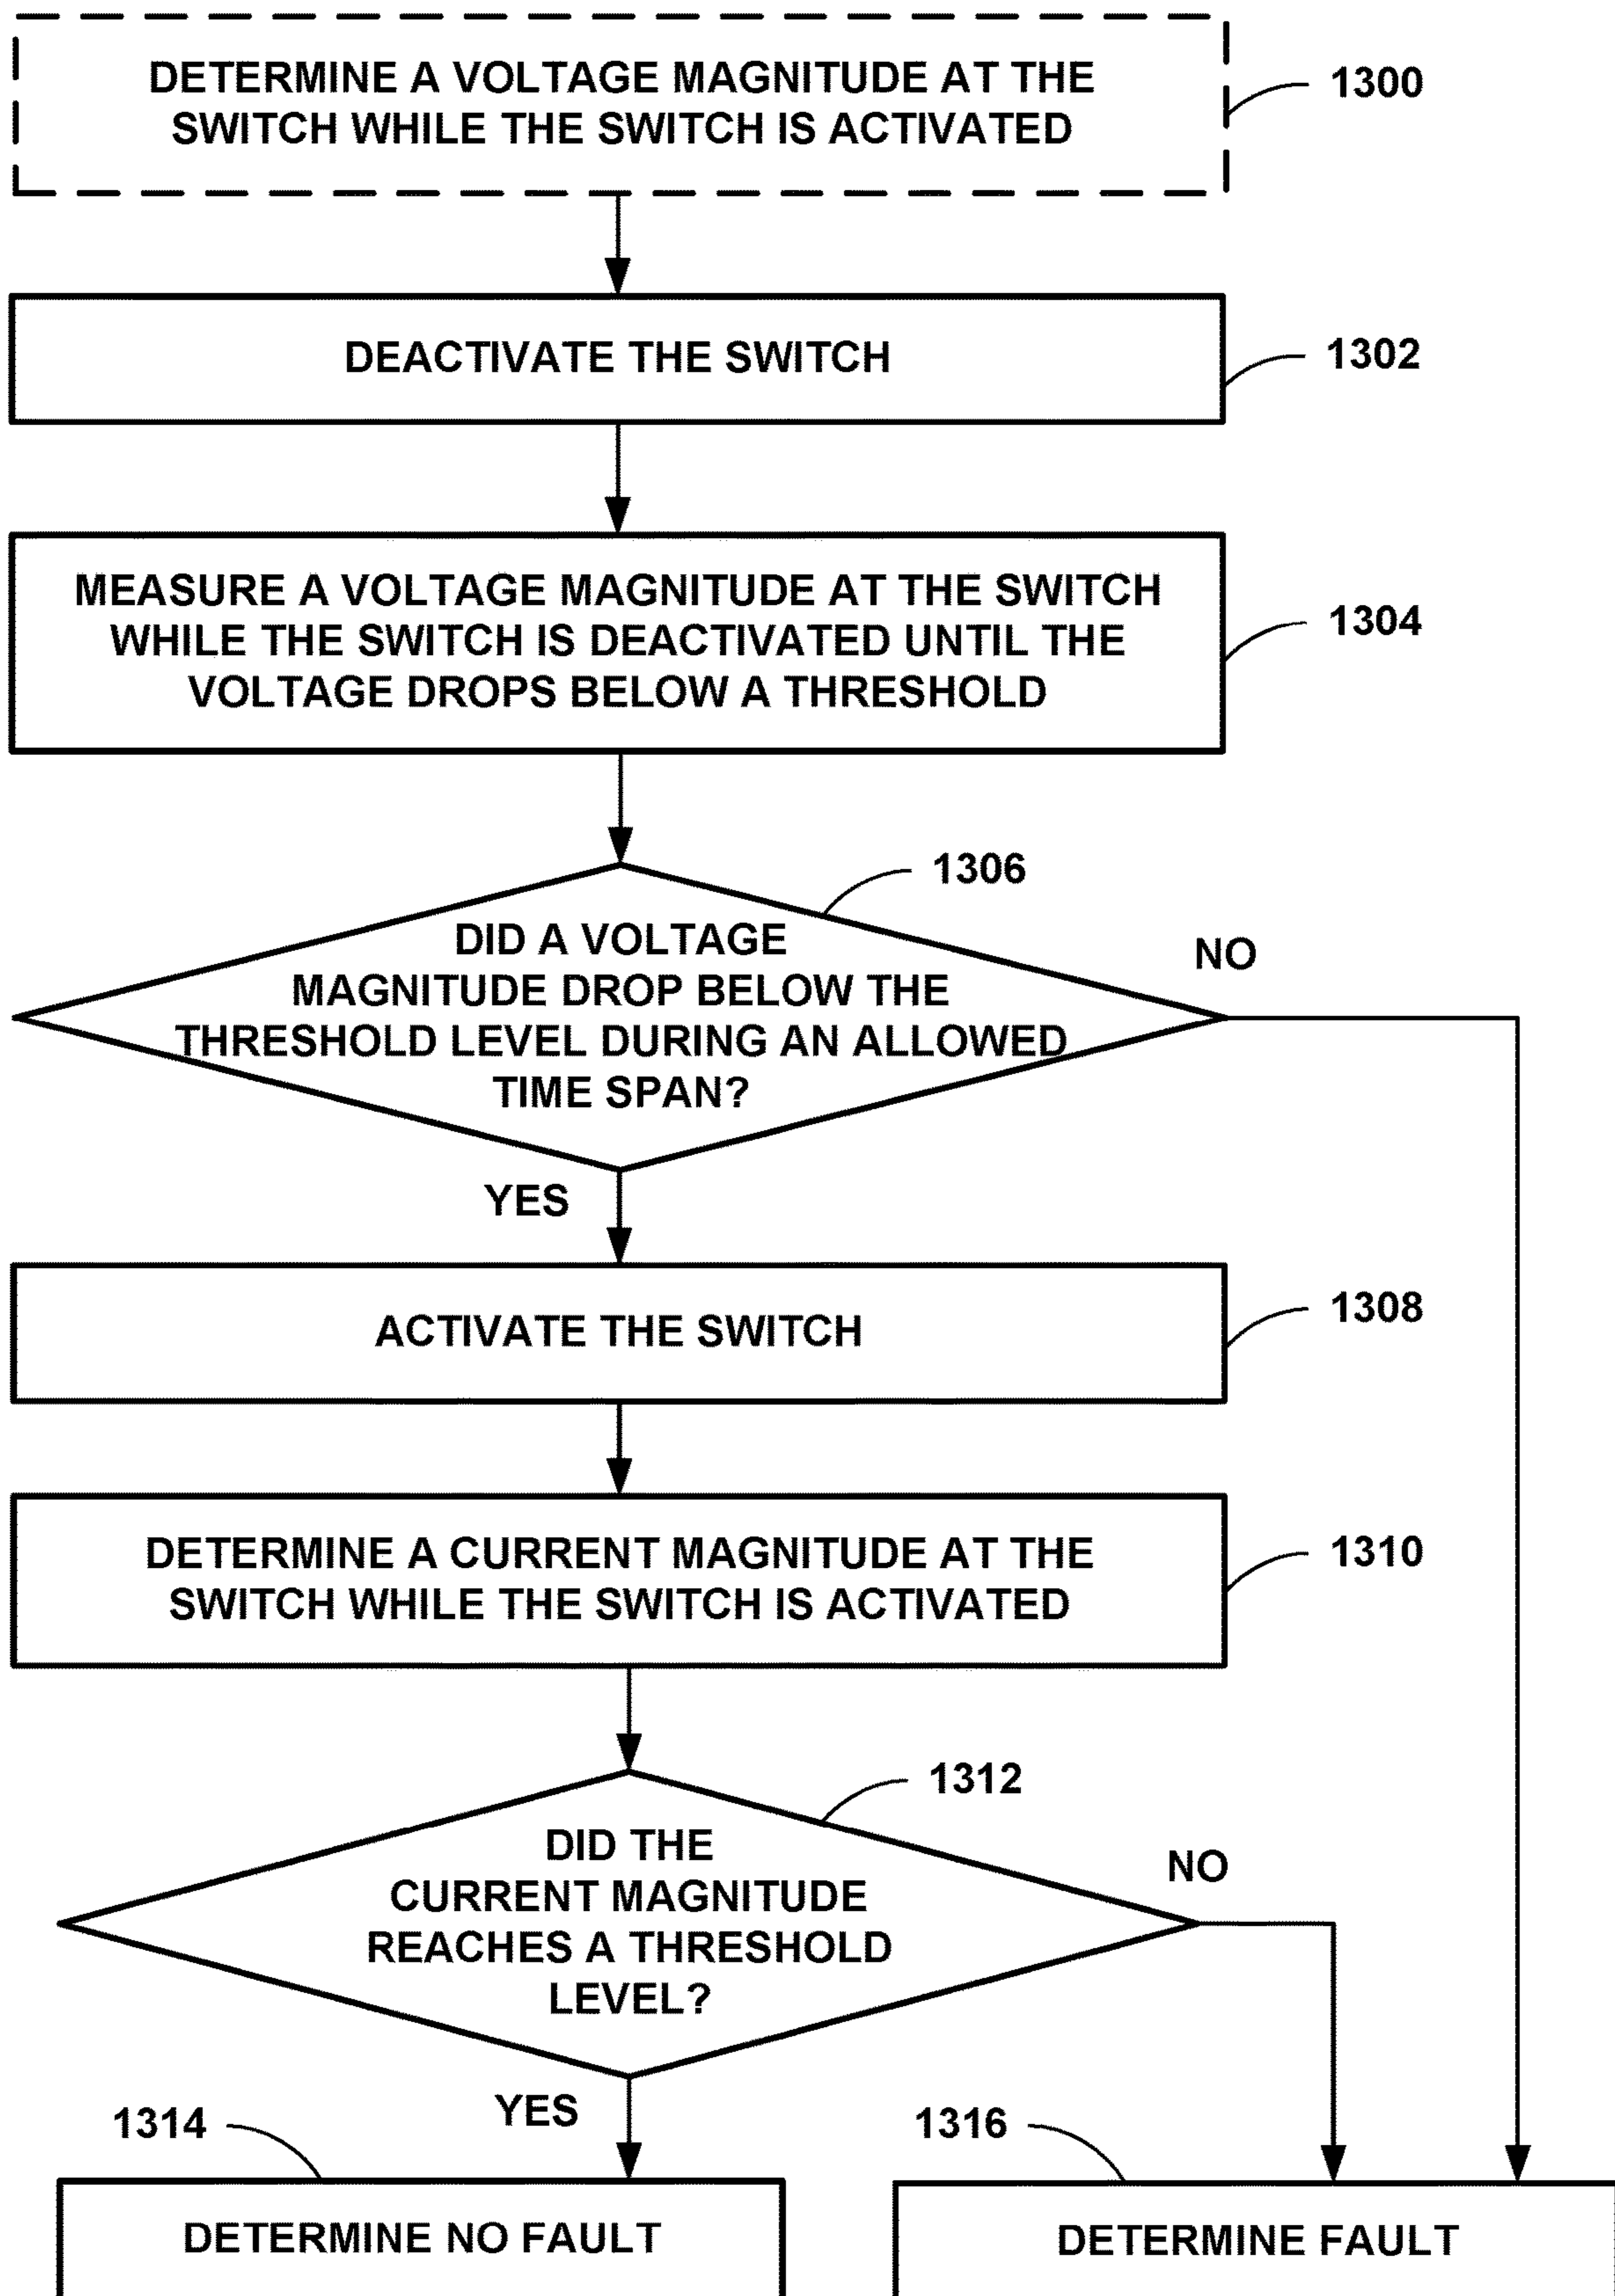 DETERMINE A VOLTAGE MAGNITUDE AT THE
SWITCH WHILE THE SWITCH IS ACTIVATED
1300
DEACTIVATE THE SWITCH
1302
MEASURE A VOLTAGE MAGNITUDE AT THE SWITCH
WHILE THE SWITCH IS DEACTIVATED UNTIL THE
VOLTAGE DROPS BELOW A THRESHOLD
1304
1306
DID A VOLTAGE
MAGNITUDE DROP BELOW THE
THRESHOLD LEVEL DURING AN ALLOWED
TIME SPAN?
NO
YES
ACTIVATE THE SWITCH
1308
DETERMINE A CURRENT MAGNITUDE AT THE
SWITCH WHILE THE SWITCH IS ACTIVATED
1310
1312
DID THE
CURRENT MAGNITUDE
REACHES A THRESHOLD
LEVEL?
NO
YES
1314
1316
DETERMINE NO FAULT
DETERMINE FAULT